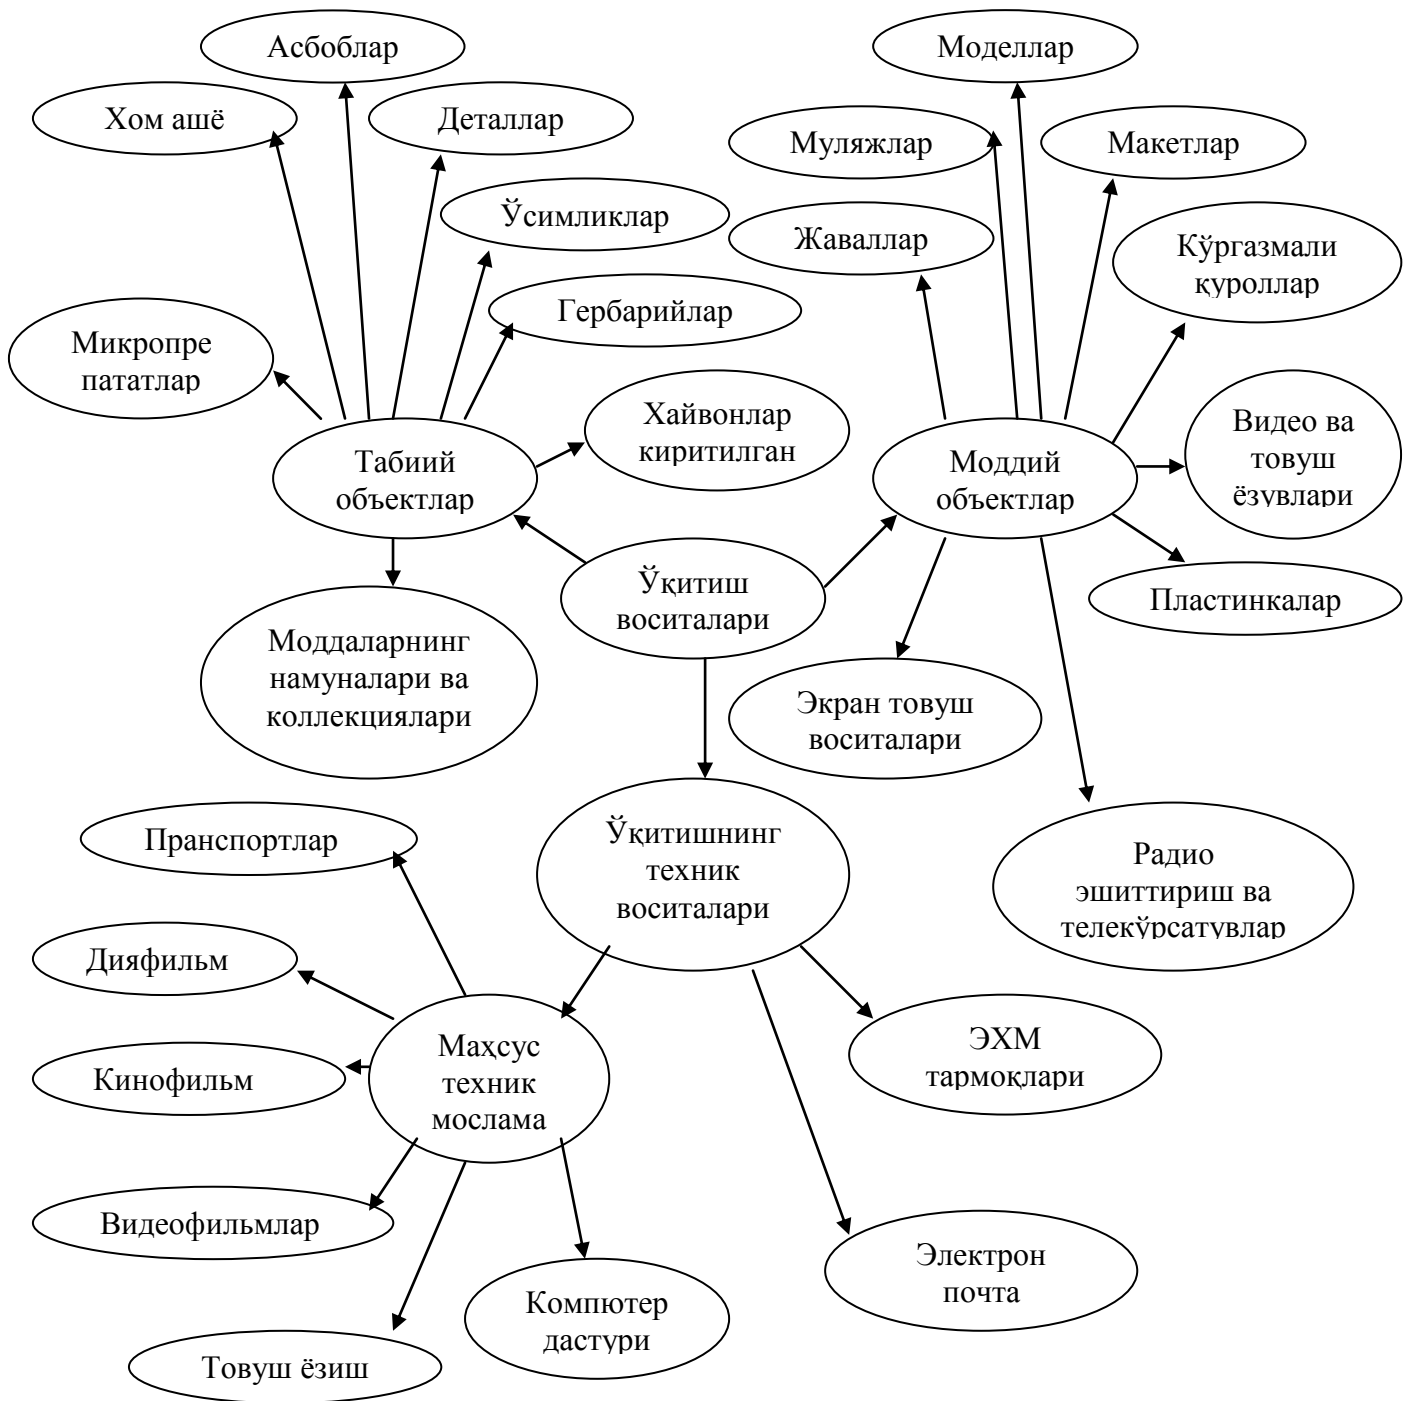 Асбоблар
Моделлар
Хом ашё
Деталлар
Муляжлар
Макетлар
Ўсимликлар
Жаваллар
Кўргазмали
қуроллар
Гербарийлар
Микропре
пататлар
Хайвонлар
киритилган
Видео ва
товуш
ёзувлари
Табиий
объектлар
Моддий
объектлар
Ўқитиш
воситалари
Пластинкалар
Моддаларнинг
намуналари ва
коллекциялари
Экран товуш
воситалари
Пранспортлар
Ўқитишнинг
техник
воситалари
Радио
эшиттириш ва
телекўрсатувлар
Дияфильм
Кинофильм
Маҳсус
техник
мослама
ЭХМ
тармоқлари
Видеофильмлар
Электрон
почта
Компютер
дастури
Товуш ёзиш